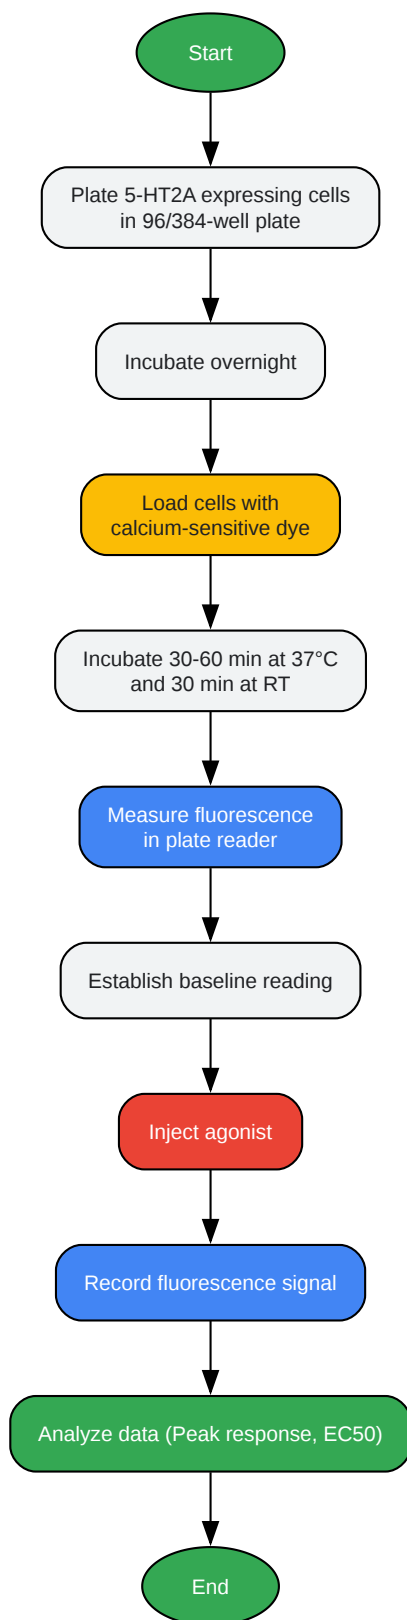 Start
Plate 5-HT2A expressing cells
in 96/384-well plate
Incubate overnight
Load cells with
calcium-sensitive dye
Incubate 30-60 min at 37°C
and 30 min at RT
Measure fluorescence
in plate reader
Establish baseline reading
Inject agonist
Record fluorescence signal
Analyze data (Peak response, EC50)
End